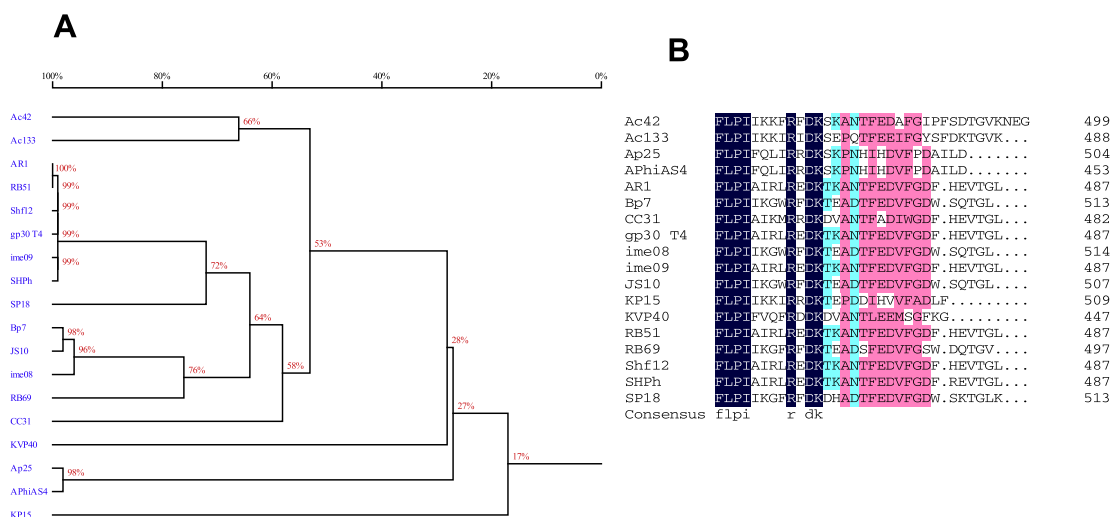 A
B
100% 80% 60% 40% 20% 0%
Ac42
66%
Ac133
AR1
100%
RB51
99%
Shf12
99%
gp30 T4
99%
ime09
99%
SHPh
72%
SP18
Bp7
98%
JS10
96%
ime08
76%
RB69
64%
58%
53%
CC31
28%
KVP40
27%
Ap25
98%
APhiAS4
17%
KP15
Ac42 FLPIIKKFRFDKSKANTFEDAFGIPFSDTGVKNEG 499
Ac133 FLPIIKKIRIDKSEPQTFEEIFGYSFDKTGVK... 488
Ap25 FLPIFQLIRRDKSKPNHIHDVFPDAILD....... 504
APhiAS4 FLPIFQLIRRDKSKPNHIHDVFPDAILD....... 453
AR1 FLPIAIRLREDKTKANTFEDVFGDF.HEVTGL... 487
Bp7 FLPIIKGWRFDKTEADTFEDVFGDW.SQTGL.... 513
CC31 FLPIAIKMREDKDVANTFADIWGDF.HEVTGL... 482
gp30 T4 FLPIAIRLREDKTKANTFEDVFGDF.HEVTGL... 487
ime08 FLPIIKGWRFDKTEADTFEDVFGDW.SQTGL.... 514
ime09 FLPIAIRLREDKTKANTFEDVFGDF.HEVTGL... 487
JS10 FLPIIKGWRFDKTEADTFEDVFGDW.SQTGL.... 507
KP15 FLPIIKKIRRDKTEPDDIHVVFADLF......... 509
KVP40 FLPIFVQFRDDKDVANTLEEMSGFKG......... 447
RB51 FLPIAIRLREDKTKANTFEDVFGDF.HEVTGL... 487
RB69 FLPIIKGFRFDKTEADSFEDVFGSW.DQTGV.... 497
Shf12 FLPIAIRLREDKTKANTFEDVFGDF.HEVTGL... 487
SHPh FLPIAIRLREDKTKANTFEDVFGDF.REVTGL... 487
SP18 FLPIIKGFRFDKDHADTFEDVFGDW.SKTGLK... 513
Consensus flpi r dk